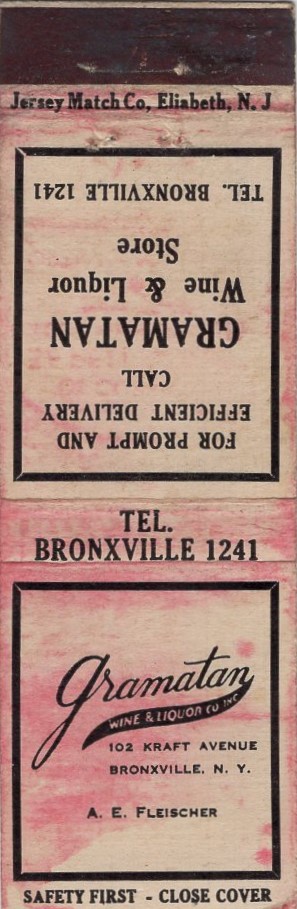 Jersey Match Co., Eliabeth, N. J
FOR PROMPT AND
EFFICIENT DELIVERY
CALL
GRAMATAN
Wine & Liquor
Store
TEL. BRONXVILLE 1241
TEL.
BRONXVILLE 1241
Gramatan
WINE & LIQUOR CO. INC
102 KRAFT AVENUE
BRONXVILLE, N. Y.
A. E. FLEISCHER
SAFETY FIRST - CLOSE COVER